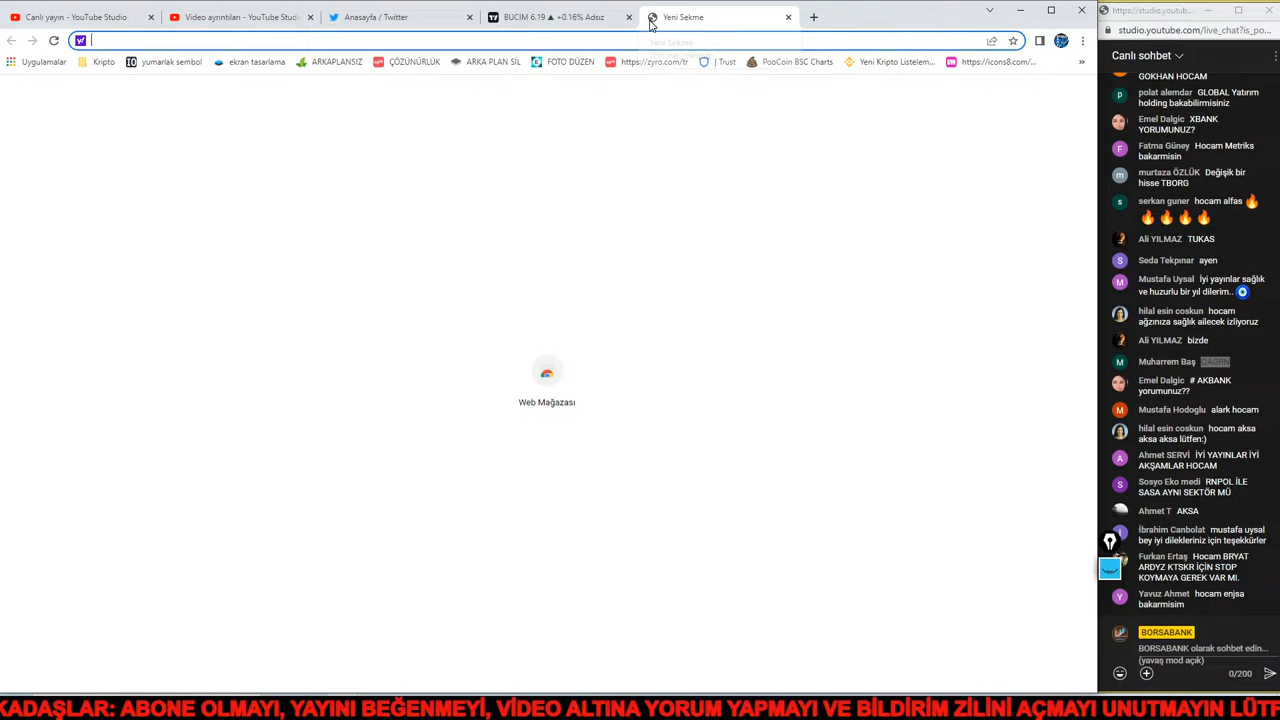 Canlı yayın - YouTube Studio
Video ayrıntıları - YouTube Studio
Anasayfa / Twitter
BUCIM 6.19 ▲ +0.16% Adsız
Yeni Sekme
https://studio.youtub...
studio.youtube.com/live_chat?is_po...
Uygulamalar
Kripto
yumarlak sembol
ekran tasarlama
ARKAPLANSIZ
ÇÖZÜNÜRLÜK
ARKA PLAN SİL
FOTO DÜZEN
https://zyro.com/tr
| Trust
PooCoin BSC Charts
Yeni Kripto Listelem...
https://icons8.com/...
»
Web Mağazası
Canlı sohbet
GÖKHAN HOCAM
polat alemdar GLOBAL Yatırım
holding bakabilirmisiniz
Emel Dalgic XBANK
YORUMUNUZ?
Fatma Güney Hocam Metriks
bakarmisin
murtaza ÖZLÜK Değişik bir
hisse TBORG
serkan guner hocam alfas 🔥
🔥 🔥 🔥 🔥
Ali YILMAZ TUKAS
Seda Tekpınar ayen
Mustafa Uysal İyi yayınlar sağlık
ve huzurlu bir yıl dilerim..
hilal esin coskun hocam
ağzınıza sağlık ailecek izliyoruz
Ali YILMAZ bizde
Muharrem Baş QAGRN
Emel Dalgic # AKBANK
yorumunuz??
Mustafa Hodoglu alark hocam
hilal esin coskun hocam aksa
aksa aksa lütfen:)
Ahmet SERVİ İYİ YAYINLAR İYİ
AKŞAMLAR HOCAM
Sosyo Eko medi RNPOL İLE
SASA AYNI SEKTÖR MÜ
Ahmet T AKSA
İbrahim Canbolat mustafa uysal
bey iyi dilekleriniz için teşekkürler
Furkan Ertaş Hocam BRYAT
ARDYZ KTSKR İÇİN STOP
KOYMAYA GEREK VAR MI.
Yavuz Ahmet hocam enjsa
bakarmisim
BORSABANK
BORSABANK olarak sohbet edin...
(yavaş mod açık)
0/200
KADAŞLAR: ABONE OLMAYI, YAYINI BEĞENMEYİ, VİDEO ALTINA YORUM YAPMAYI VE BİLDİRİM ZİLİNİ AÇMAYI UNUTMAYIN LÜTF